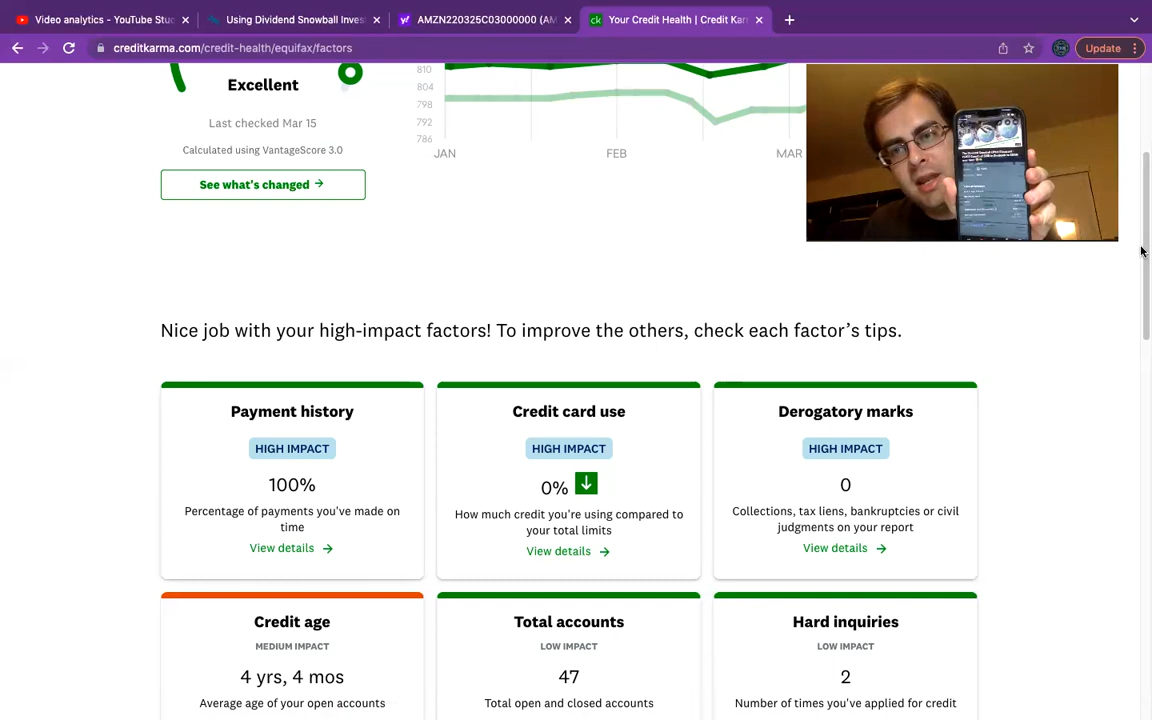 Video analytics - YouTube Stud
Using Dividend Snowball Inves
AMZN220325C03000000 (AM
Your Credit Health | Credit Kar
creditkarma.com/credit-health/equifax/factors
Update
810
804
798
792
786
JAN
FEB
MAR
Excellent
Last checked Mar 15
Calculated using VantageScore 3.0
See what's changed
Nice job with your high-impact factors! To improve the others, check each factor's tips.
Payment history
HIGH IMPACT
100%
Percentage of payments you've made on
time
View details
Credit card use
HIGH IMPACT
0%
How much credit you're using compared to
your total limits
View details
Derogatory marks
HIGH IMPACT
0
Collections, tax liens, bankruptcies or civil
judgments on your report
View details
Credit age
MEDIUM IMPACT
4 yrs, 4 mos
Average age of your open accounts
Total accounts
LOW IMPACT
47
Total open and closed accounts
Hard inquiries
LOW IMPACT
2
Number of times you've applied for credit